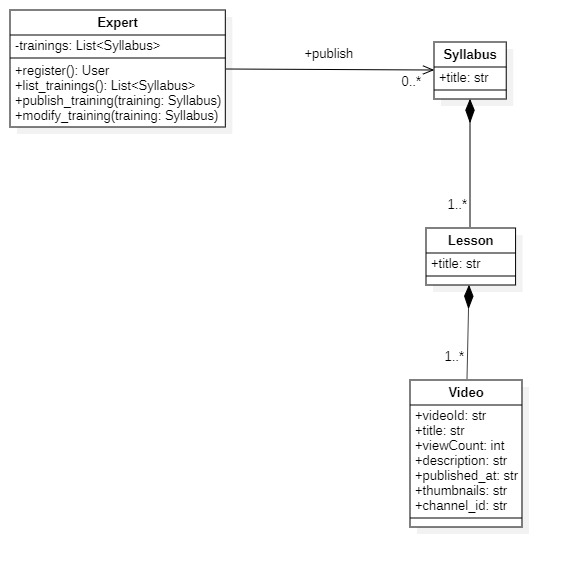 Expert
-trainings: List<Syllabus>
+register(): User
+list_trainings(): List<Syllabus>
+publish_training(training: Syllabus)
+modify_training(training: Syllabus)
+publish
0..*
Syllabus
+title: str
1..*
Lesson
+title: str
1..*
Video
+videoId: str
+title: str
+viewCount: int
+description: str
+published_at: str
+thumbnails: str
+channel_id: str